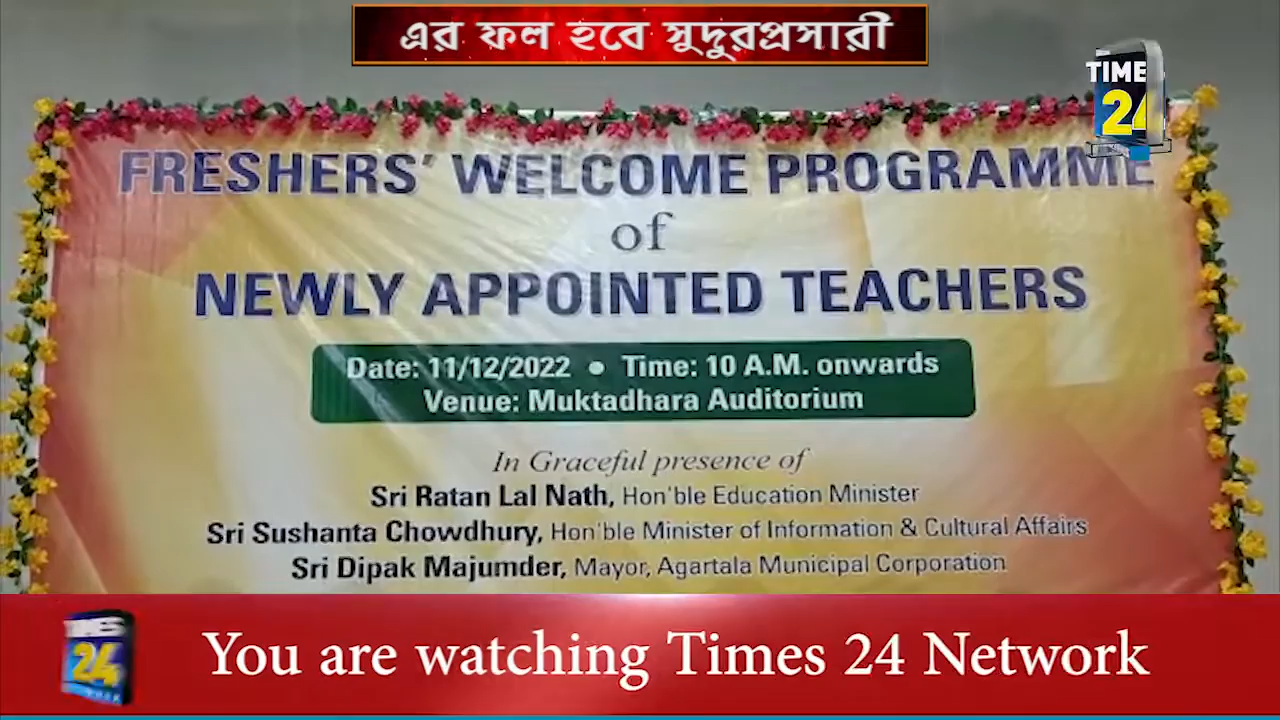 এর ফল হবে সুদুরপ্রসারী
TIME
24
FRESHERS’ WELCOME PROGRAMME
of
NEWLY APPOINTED TEACHERS
Date: 11/12/2022 • Time: 10 A.M. onwards
Venue: Muktadhara Auditorium
In Graceful presence of
Sri Ratan Lal Nath, Hon'ble Education Minister
Sri Sushanta Chowdhury, Hon'ble Minister of Information & Cultural Affairs
Sri Dipak Majumder, Mayor, Agartala Municipal Corporation
TIMES
24
You are watching Times 24 Network